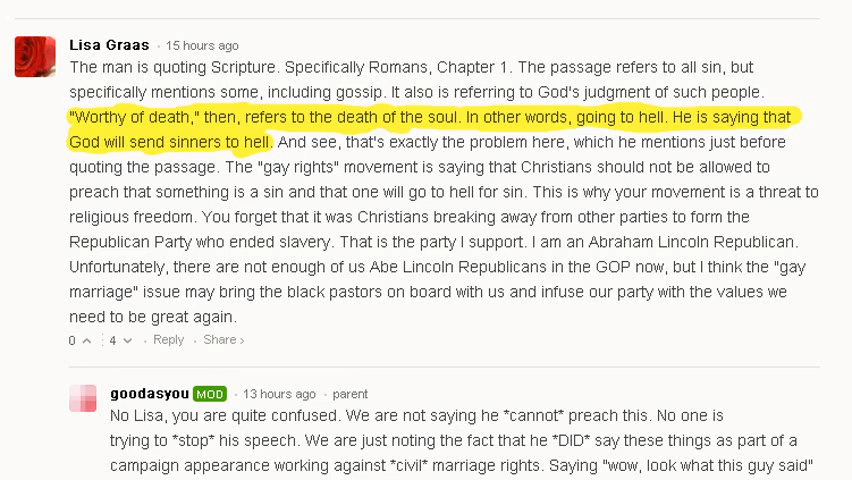 Lisa Graas · 15 hours ago
The man is quoting Scripture. Specifically Romans, Chapter 1. The passage refers to all sin, but
specifically mentions some, including gossip. It also is referring to God's judgment of such people.
"Worthy of death," then, refers to the death of the soul. In other words, going to hell. He is saying that
God will send sinners to hell. And see, that's exactly the problem here, which he mentions just before
quoting the passage. The "gay rights" movement is saying that Christians should not be allowed to
preach that something is a sin and that one will go to hell for sin. This is why your movement is a threat to
religious freedom. You forget that it was Christians breaking away from other parties to form the
Republican Party who ended slavery. That is the party I support. I am an Abraham Lincoln Republican.
Unfortunately, there are not enough of us Abe Lincoln Republicans in the GOP now, but I think the "gay
marriage" issue may bring the black pastors on board with us and infuse our party with the values we
need to be great again.
0 4 · Reply · Share ›
goodasyou MOD · 13 hours ago · parent
No Lisa, you are quite confused. We are not saying he *cannot* preach this. No one is
trying to *stop* his speech. We are just noting the fact that he *DID* say these things as part of a
campaign appearance working against *civil* marriage rights. Saying "wow, look what this guy said"